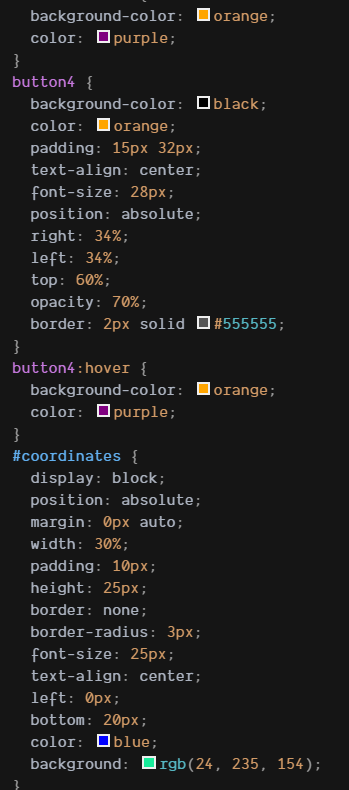 background-color: orange;
color: purple;
}
button4 {
background-color: black;
color: orange;
padding: 15px 32px;
text-align: center;
font-size: 28px;
position: absolute;
right: 34%;
left: 34%;
top: 60%;
opacity: 70%;
border: 2px solid #555555;
}
button4:hover {
background-color: orange;
color: purple;
}
#coordinates {
display: block;
position: absolute;
margin: 0px auto;
width: 30%;
padding: 10px;
height: 25px;
border: none;
border-radius: 3px;
font-size: 25px;
text-align: center;
left: 0px;
bottom: 20px;
color: blue;
background: rgb(24, 235, 154);
}